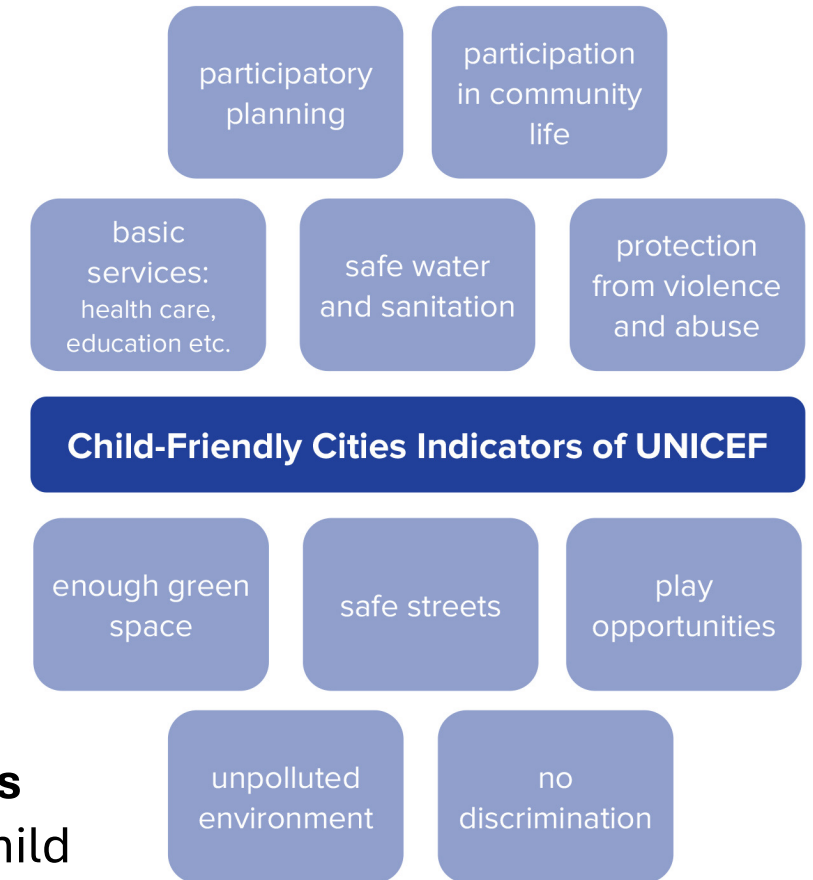 participatory
planning
participation
in community
life
basic
services:
health care,
education etc.
safe water
and sanitation
protection
from violence
and abuse
Child-Friendly Cities Indicators of UNICEF
enough green
space
safe streets
play
opportunities
unpolluted
environment
no
discrimination